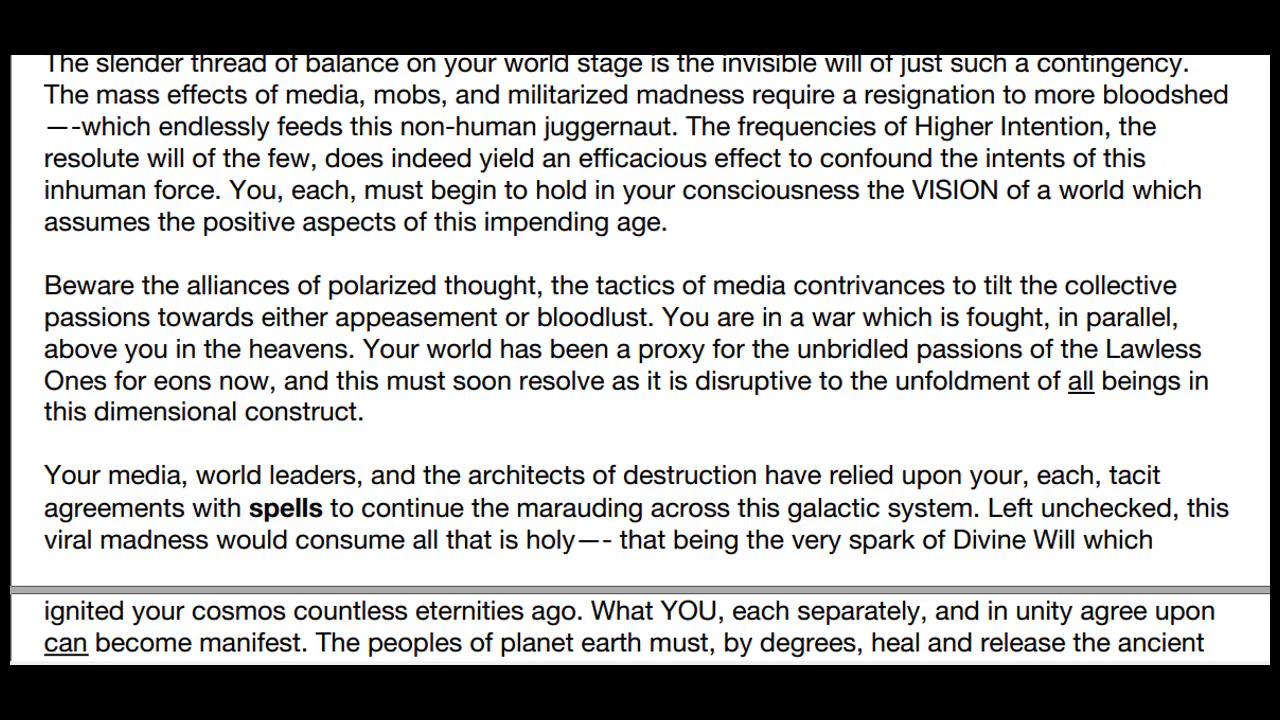 The slender thread of balance on your world stage is the invisible will of just such a contingency.
The mass effects of media, mobs, and militarized madness require a resignation to more bloodshed
—-which endlessly feeds this non-human juggernaut. The frequencies of Higher Intention, the
resolute will of the few, does indeed yield an efficacious effect to confound the intents of this
inhuman force. You, each, must begin to hold in your consciousness the VISION of a world which
assumes the positive aspects of this impending age.
Beware the alliances of polarized thought, the tactics of media contrivances to tilt the collective
passions towards either appeasement or bloodlust. You are in a war which is fought, in parallel,
above you in the heavens. Your world has been a proxy for the unbridled passions of the Lawless
Ones for eons now, and this must soon resolve as it is disruptive to the unfoldment of all beings in
this dimensional construct.
Your media, world leaders, and the architects of destruction have relied upon your, each, tacit
agreements with spells to continue the marauding across this galactic system. Left unchecked, this
viral madness would consume all that is holy—- that being the very spark of Divine Will which
ignited your cosmos countless eternities ago. What YOU, each separately, and in unity agree upon
can become manifest. The peoples of planet earth must, by degrees, heal and release the ancient